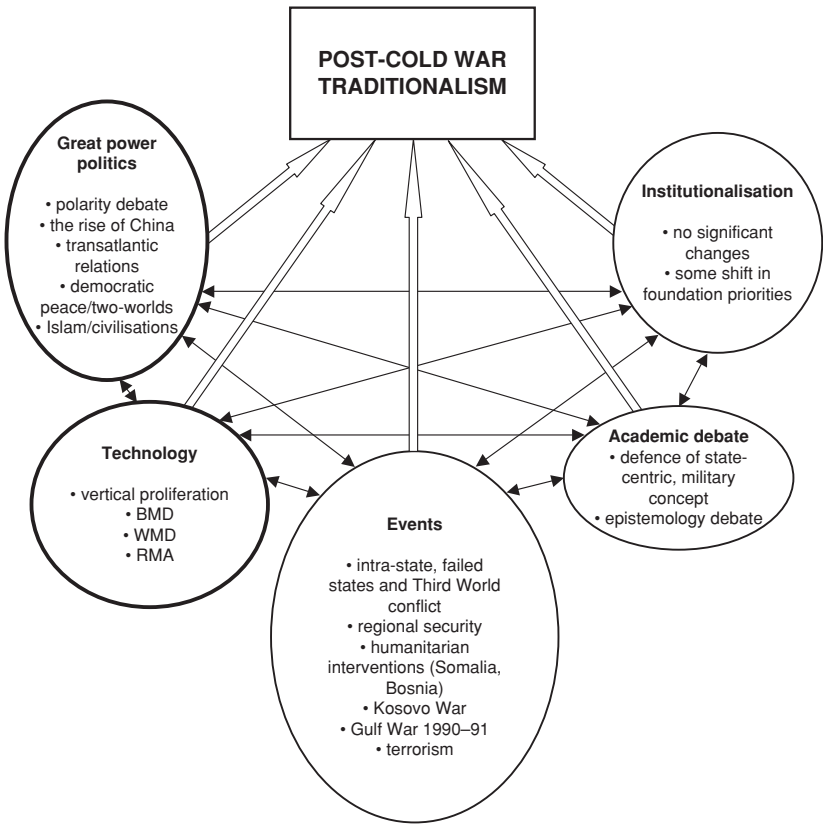 POST-COLD WAR
TRADITIONALISM
Great power
politics
• polarity debate
• the rise of China
• transatlantic
relations
• democratic
peace/two-worlds
• Islam/civilisations
Institutionalisation
• no significant
changes
• some shift in
foundation priorities
Technology
• vertical proliferation
• BMD
• WMD
• RMA
Academic debate
• defence of state-
centric, military
concept
• epistemology debate
Events
• intra-state, failed
states and Third World
conflict
• regional security
• humanitarian
interventions (Somalia,
Bosnia)
• Kosovo War
• Gulf War 1990–91
• terrorism